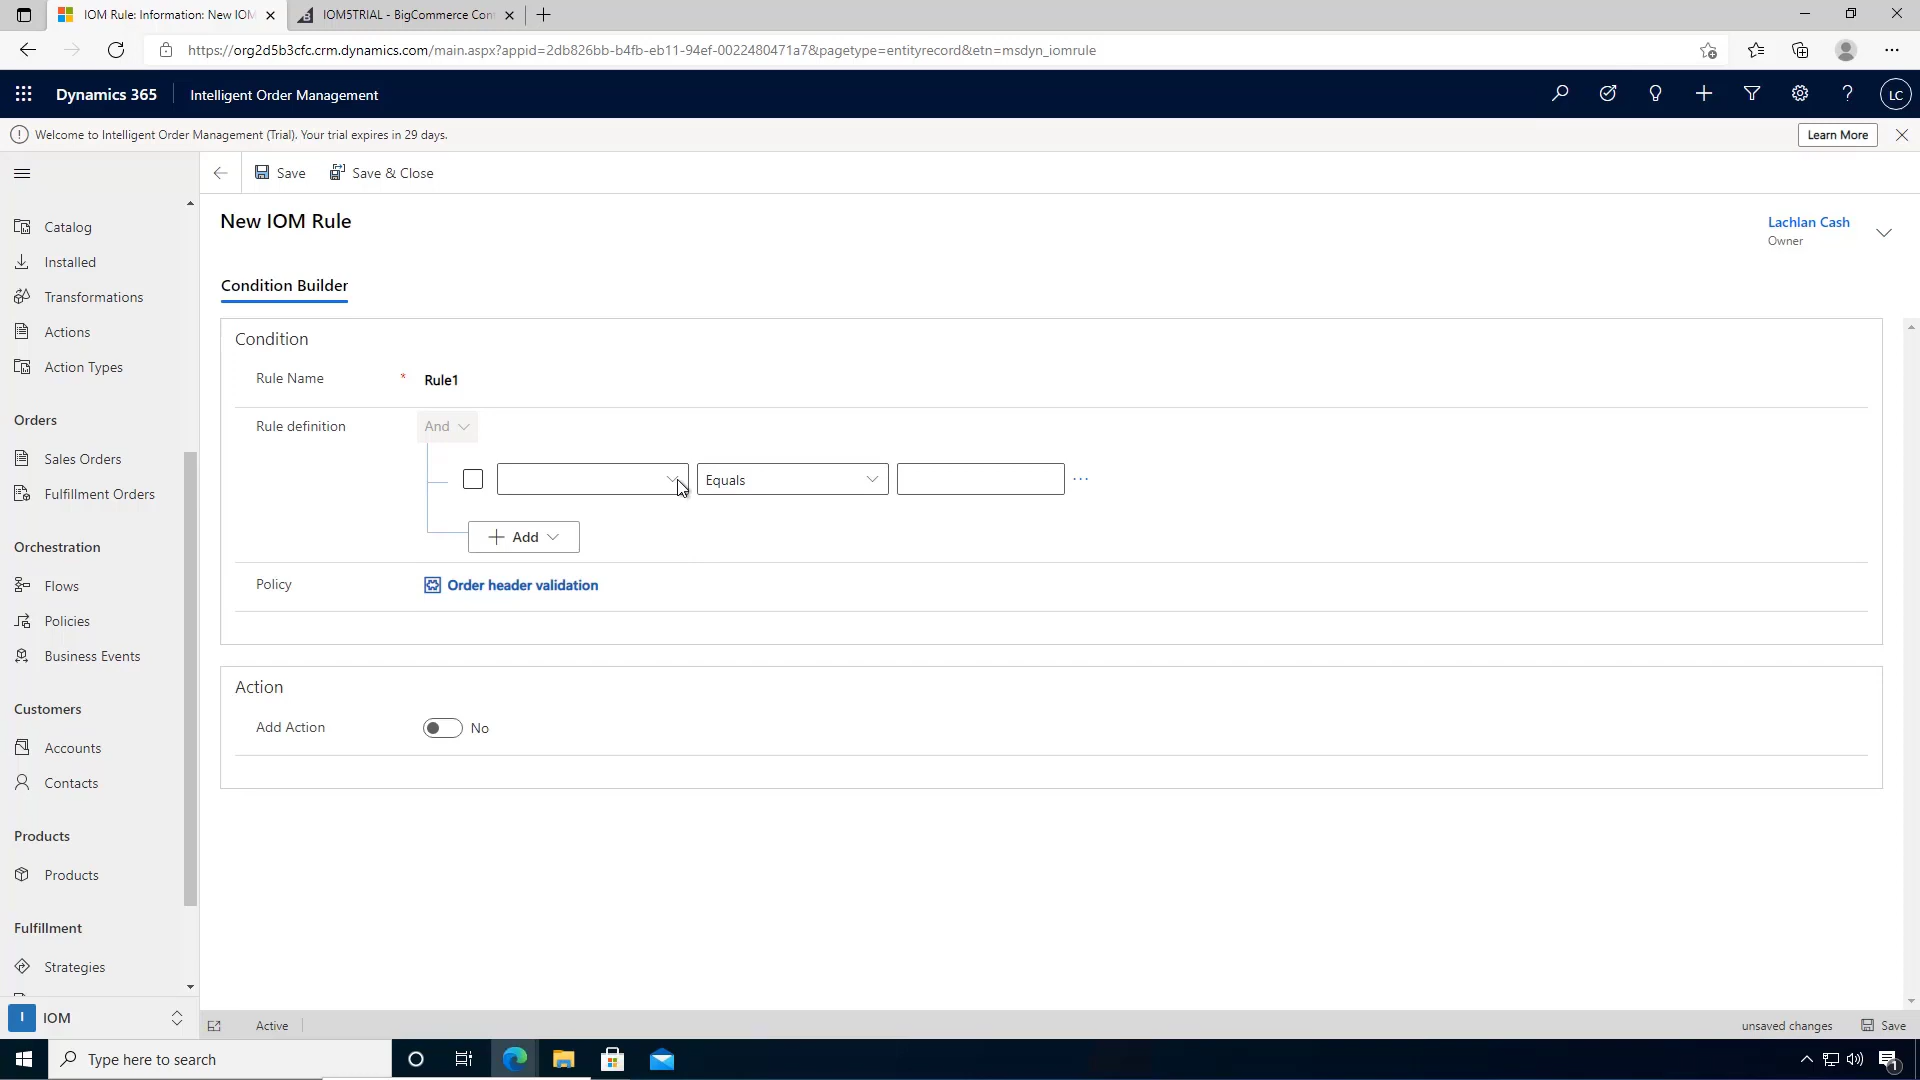 IOM Rule: Information: New IOM
IOM5TRIAL - BigCommerce Con
https://org2d5b3cfc.crm.dynamics.com/main.aspx?appid=2db826bb-b4fb-eb11-94ef-0022480471a7&pagetype=entityrecord&etn=msdyn_iomrule
Dynamics 365
Intelligent Order Management
LC
Welcome to Intelligent Order Management (Trial). Your trial expires in 29 days.
Learn More
Save
Save & Close
Catalog
Installed
Transformations
Actions
Action Types
Orders
Sales Orders
Fulfillment Orders
Orchestration
Flows
Policies
Business Events
Customers
Accounts
Contacts
Products
Products
Fulfillment
Strategies
I IOM
New IOM Rule
Lachlan Cash
Owner
Condition Builder
Condition
Rule Name * Rule1
Rule definition And
Equals
Add
Policy Order header validation
Action
Add Action No
Active
unsaved changes
Save
Type here to search
1